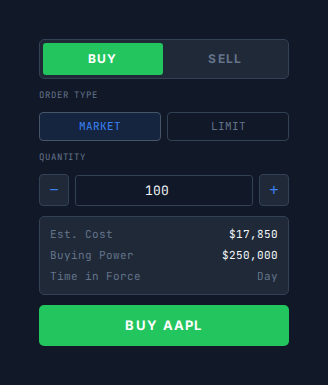 BUY SELL
ORDER TYPE
MARKET LIMIT
QUANTITY
− 100 +
Est. Cost $17,850
Buying Power $250,000
Time in Force Day
BUY AAPL